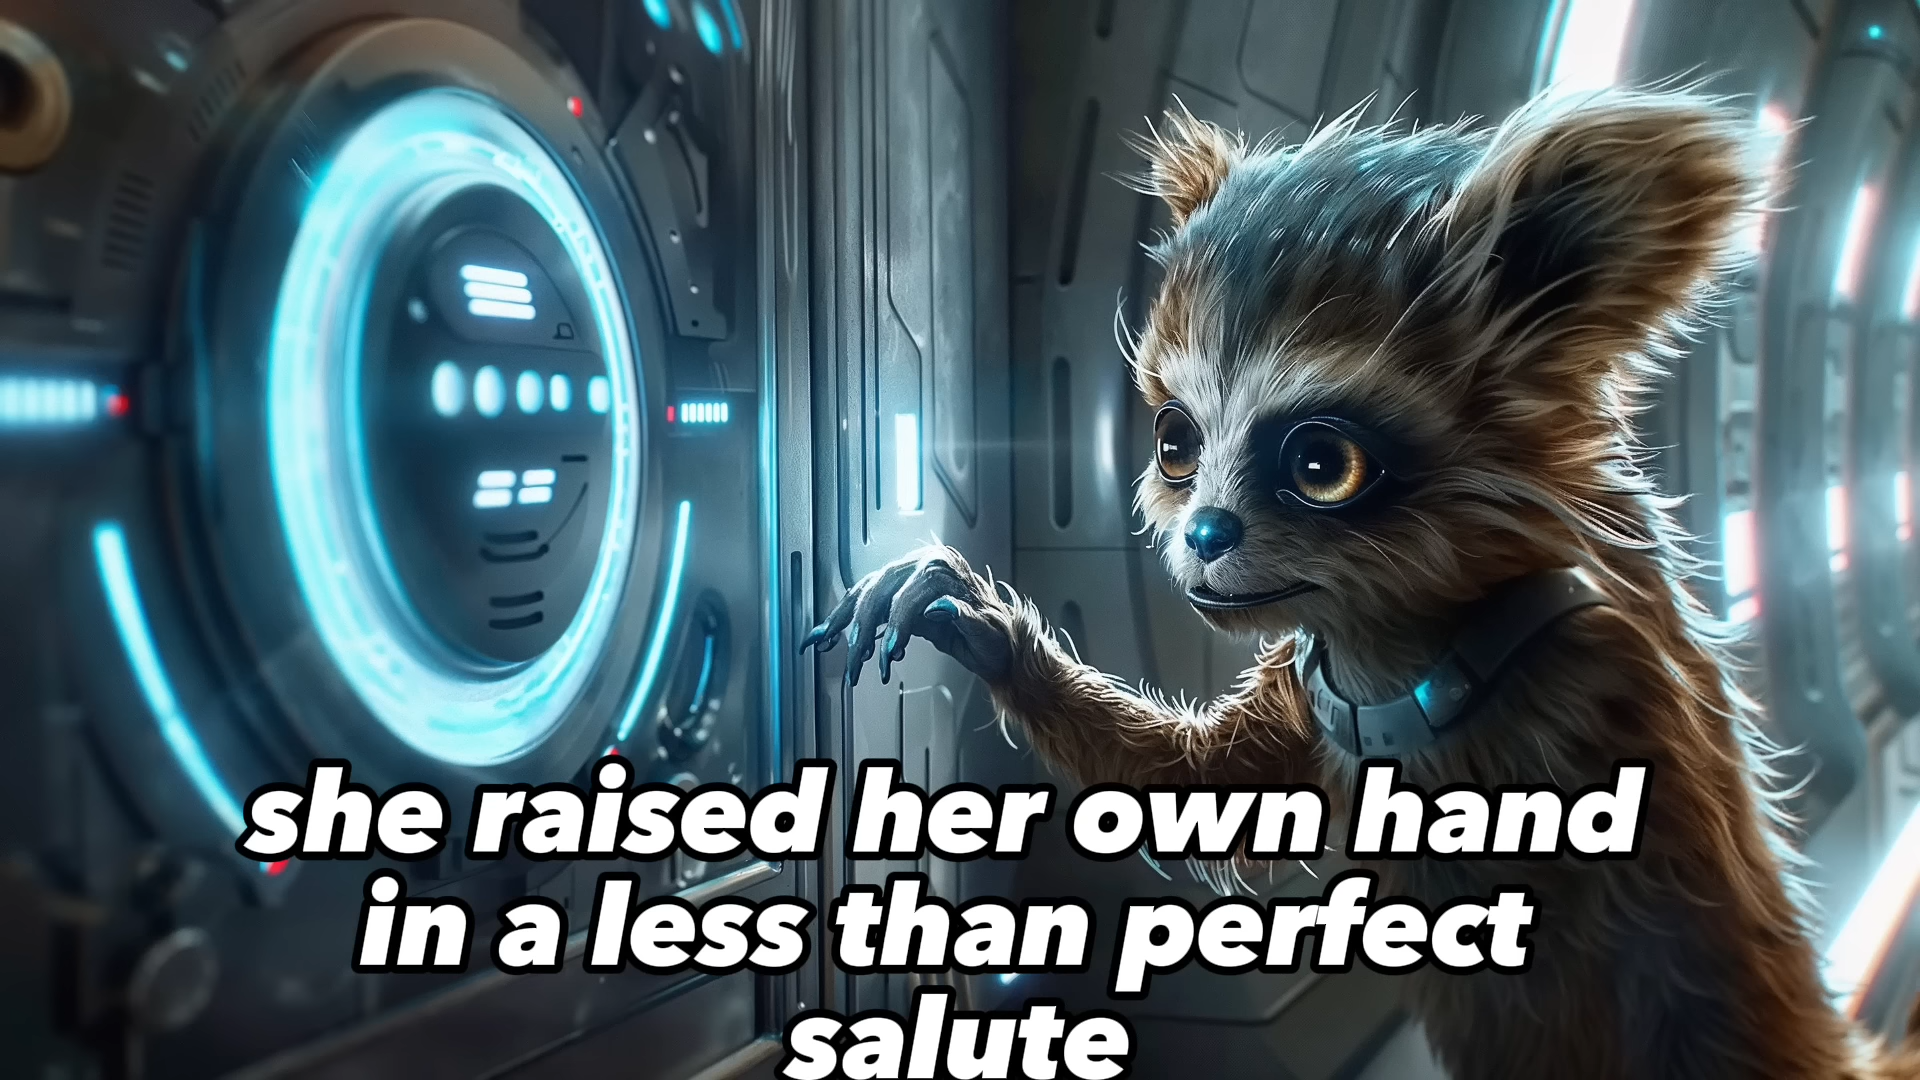 she raised her own hand
in a less than perfect
salute